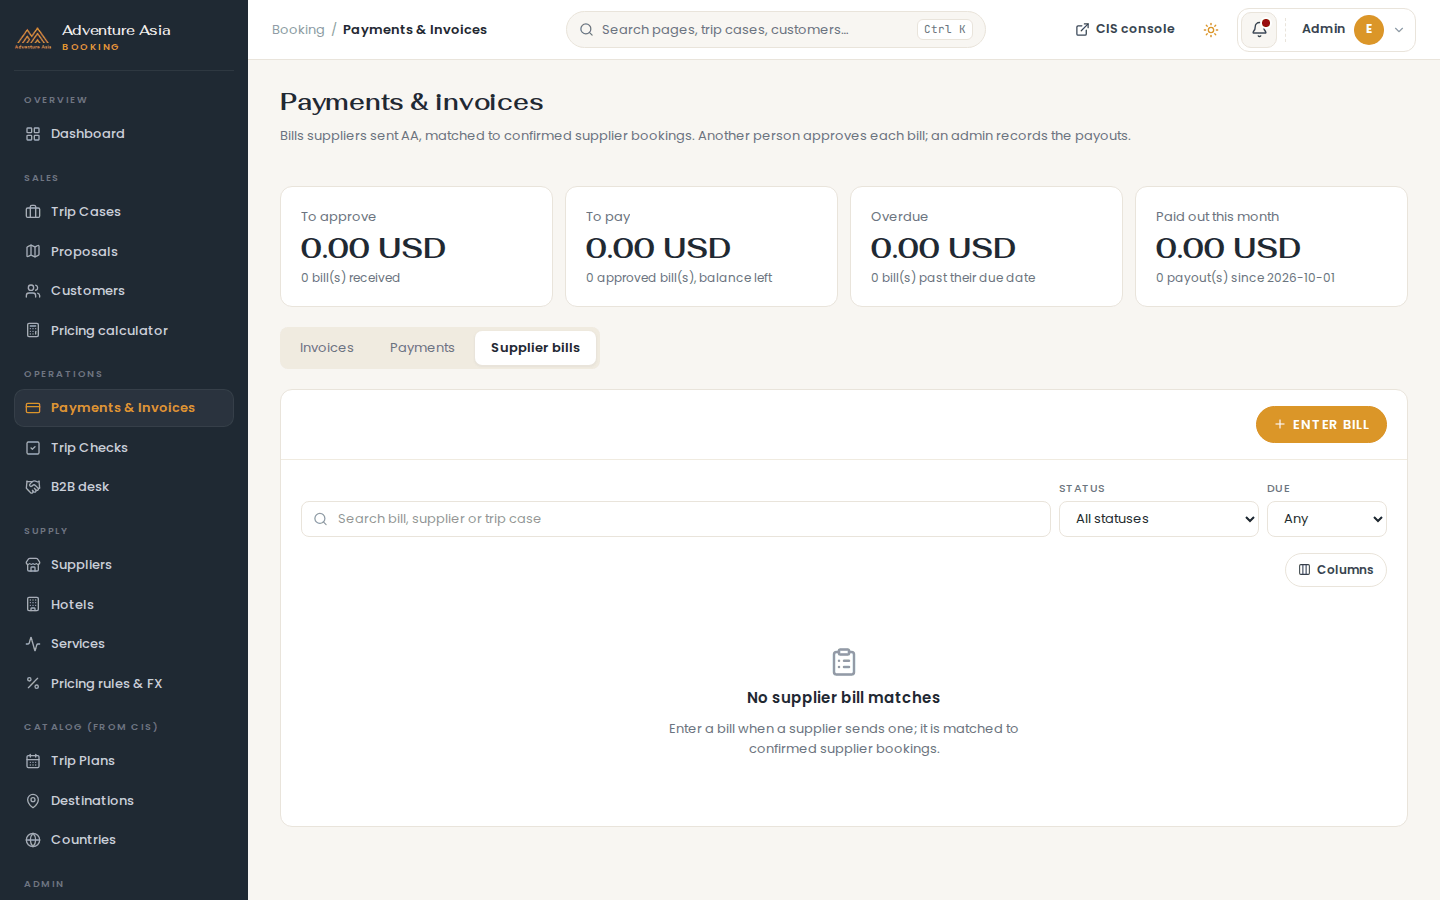 Adventure Asia
BOOKING
Adventure Asia
OVERVIEW
Dashboard
SALES
Trip Cases
Proposals
Customers
Pricing calculator
OPERATIONS
Payments & Invoices
Trip Checks
B2B desk
SUPPLY
Suppliers
Hotels
Services
Pricing rules & FX
CATALOG (FROM CIS)
Trip Plans
Destinations
Countries
ADMIN
Booking / Payments & Invoices
Search pages, trip cases, customers…
Ctrl K
CIS console
Admin
E
Payments & invoices
Bills suppliers sent AA, matched to confirmed supplier bookings. Another person approves each bill; an admin records the payouts.
To approve
0.00 USD
0 bill(s) received
To pay
0.00 USD
0 approved bill(s), balance left
Overdue
0.00 USD
0 bill(s) past their due date
Paid out this month
0.00 USD
0 payout(s) since 2026-10-01
Invoices
Payments
Supplier bills
+ ENTER BILL
STATUS
DUE
Search bill, supplier or trip case
All statuses
Any
Columns
No supplier bill matches
Enter a bill when a supplier sends one; it is matched to
confirmed supplier bookings.